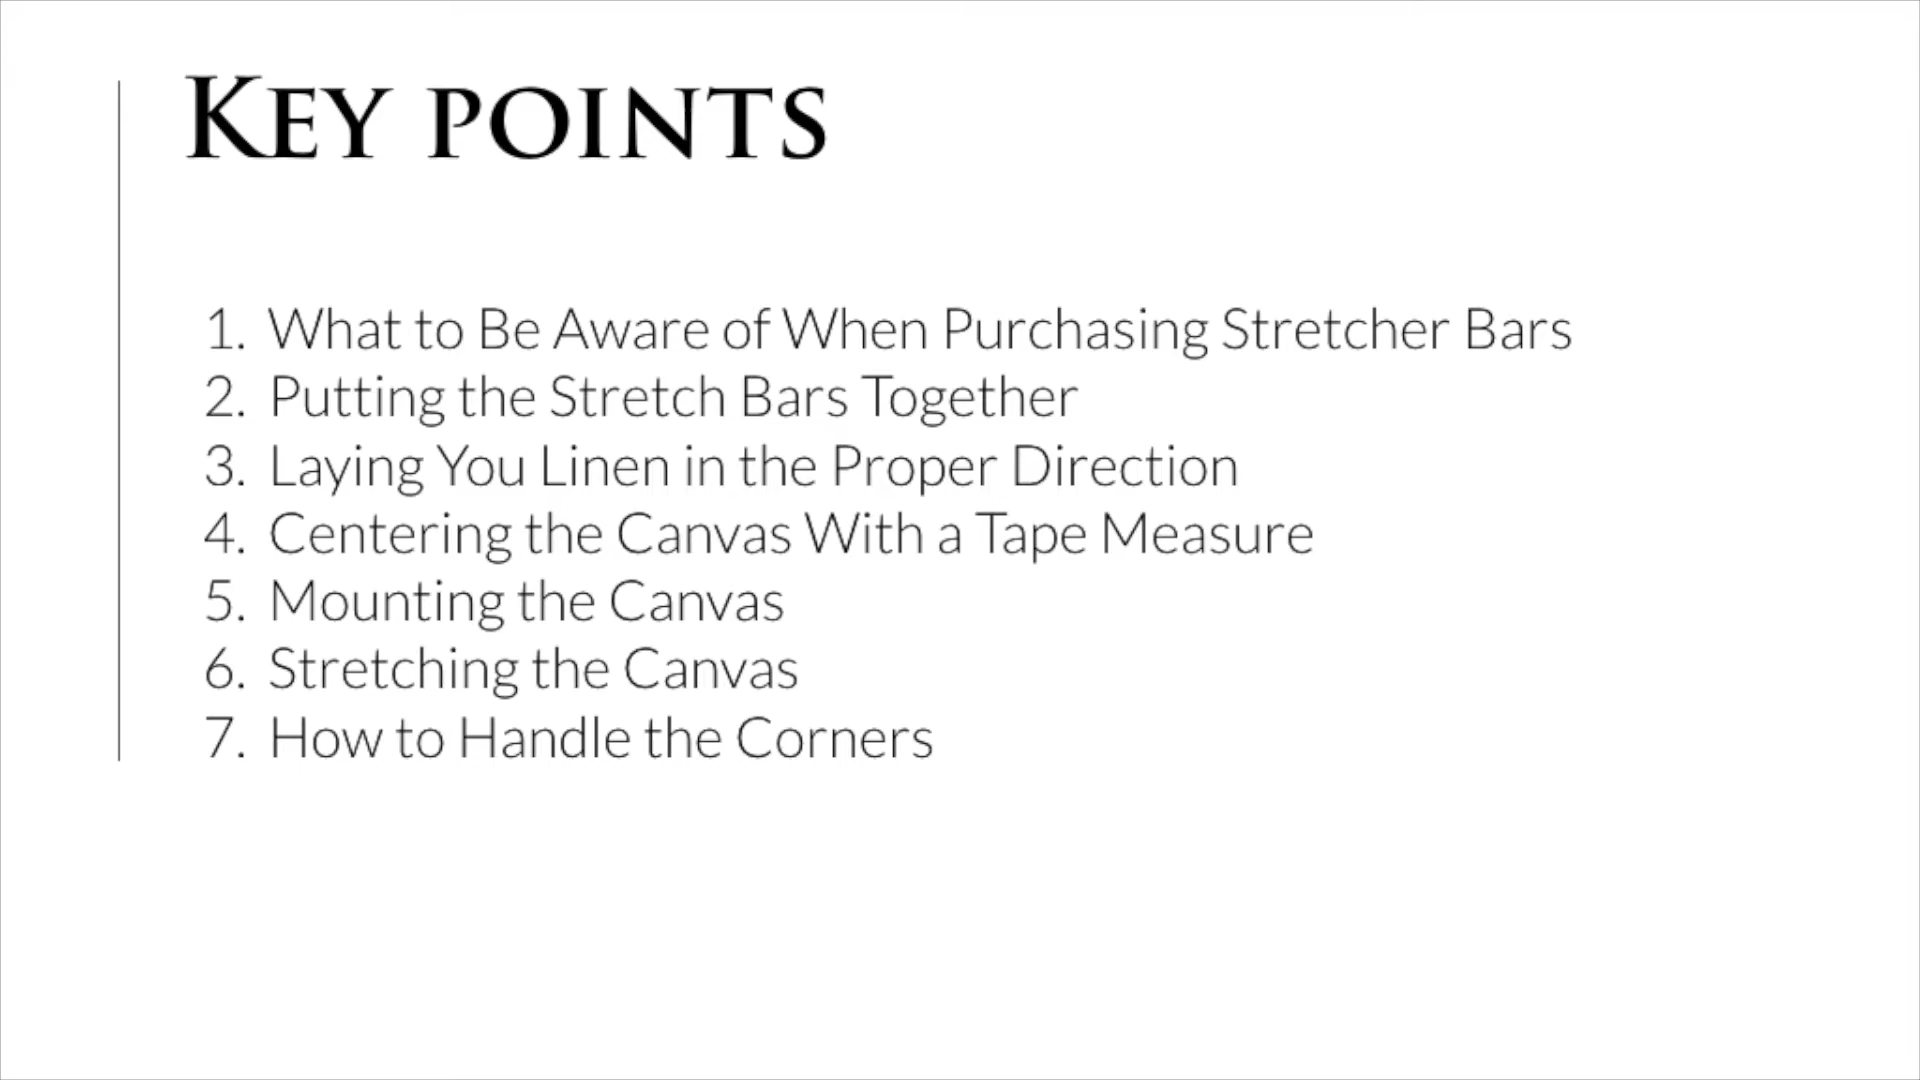 Key points
1. What to Be Aware of When Purchasing Stretcher Bars
2. Putting the Stretch Bars Together
3. Laying You Linen in the Proper Direction
4. Centering the Canvas With a Tape Measure
5. Mounting the Canvas
6. Stretching the Canvas
7. How to Handle the Corners